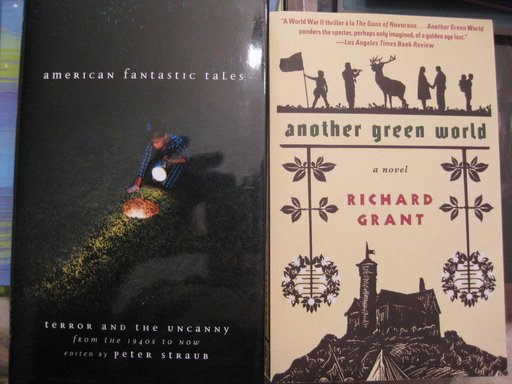 american fantastic tales
terror and the uncanny
from the 1940s to now
edited by peter straub
"A World War II thriller à la The Guns of Navarone. . . . Another Green World
ponders the specter, perhaps only imagined, of a golden age lost."
—Los Angeles Times Book Review
another green world
a novel
RICHARD
GRANT